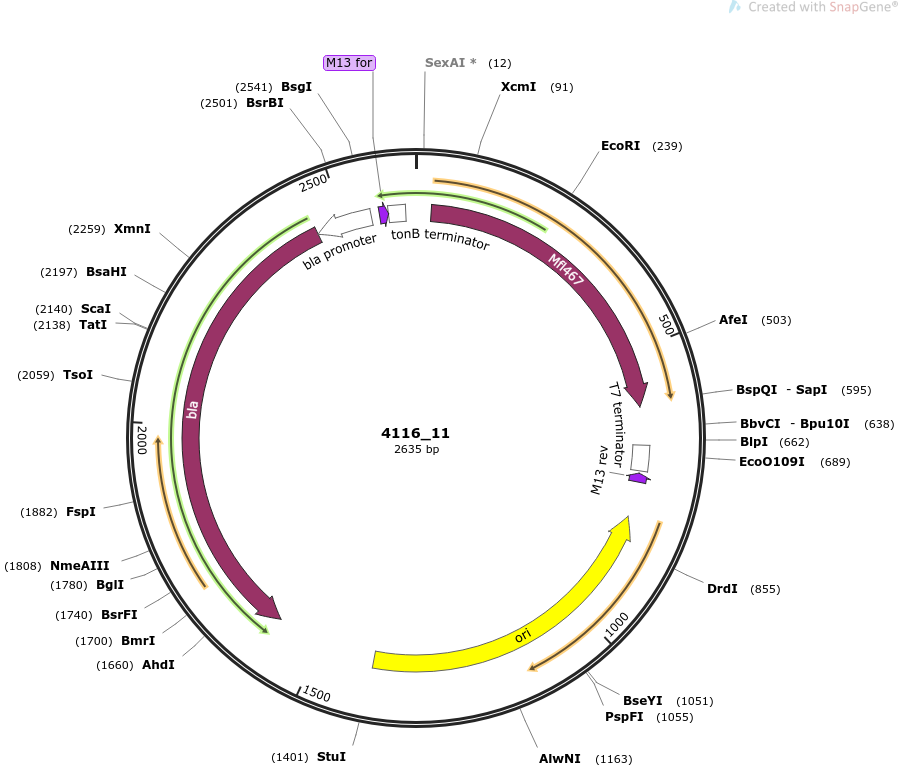 Created with SnapGene®
M13 for
SexAI * (12)
(2541) BsgI
XcmI (91)
(2501) BsrBI
EcoRI (239)
2500
(2259) XmnI
bla promoter
tonB terminator
Mfl467
(2197) BsaHI
(2140) ScaI
(2138) TatI
500
AfeI (503)
(2059) TsoI
BspQI - SapI (595)
bla
T7 terminator
2000
4116_11
2635 bp
BbvCI - Bpu10I (638)
BlpI (662)
EcoO109I (689)
M13 rev
(1882) FspI
(1808) NmeAIII
(1780) BglI
DrdI (855)
(1740) BsrFI
1000
ori
(1700) BmrI
(1660) AhdI
1500
BseYI (1051)
PspFI (1055)
(1401) StuI
AlwNI (1163)